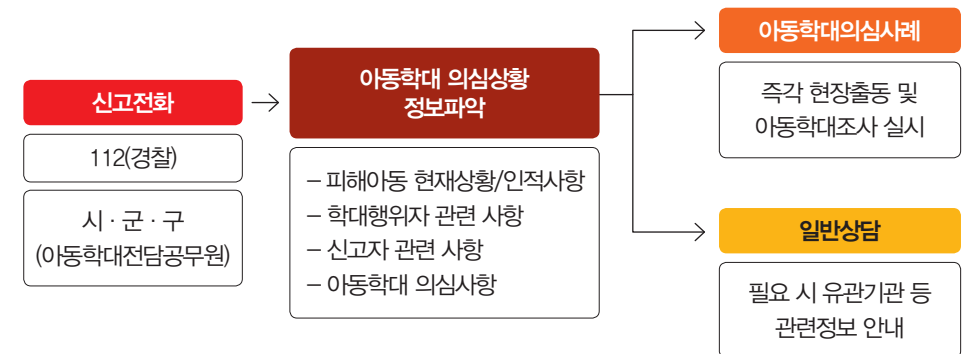 신고전화
112(경찰)
시 · 군 · 구
(아동학대전담공무원)
아동학대 의심상황
정보파악
– 피해아동 현재상황/인적사항
– 학대행위자 관련 사항
– 신고자 관련 사항
– 아동학대 의심사항
아동학대의심사례
즉각 현장출동 및
아동학대조사 실시
일반상담
필요 시 유관기관 등
관련정보 안내